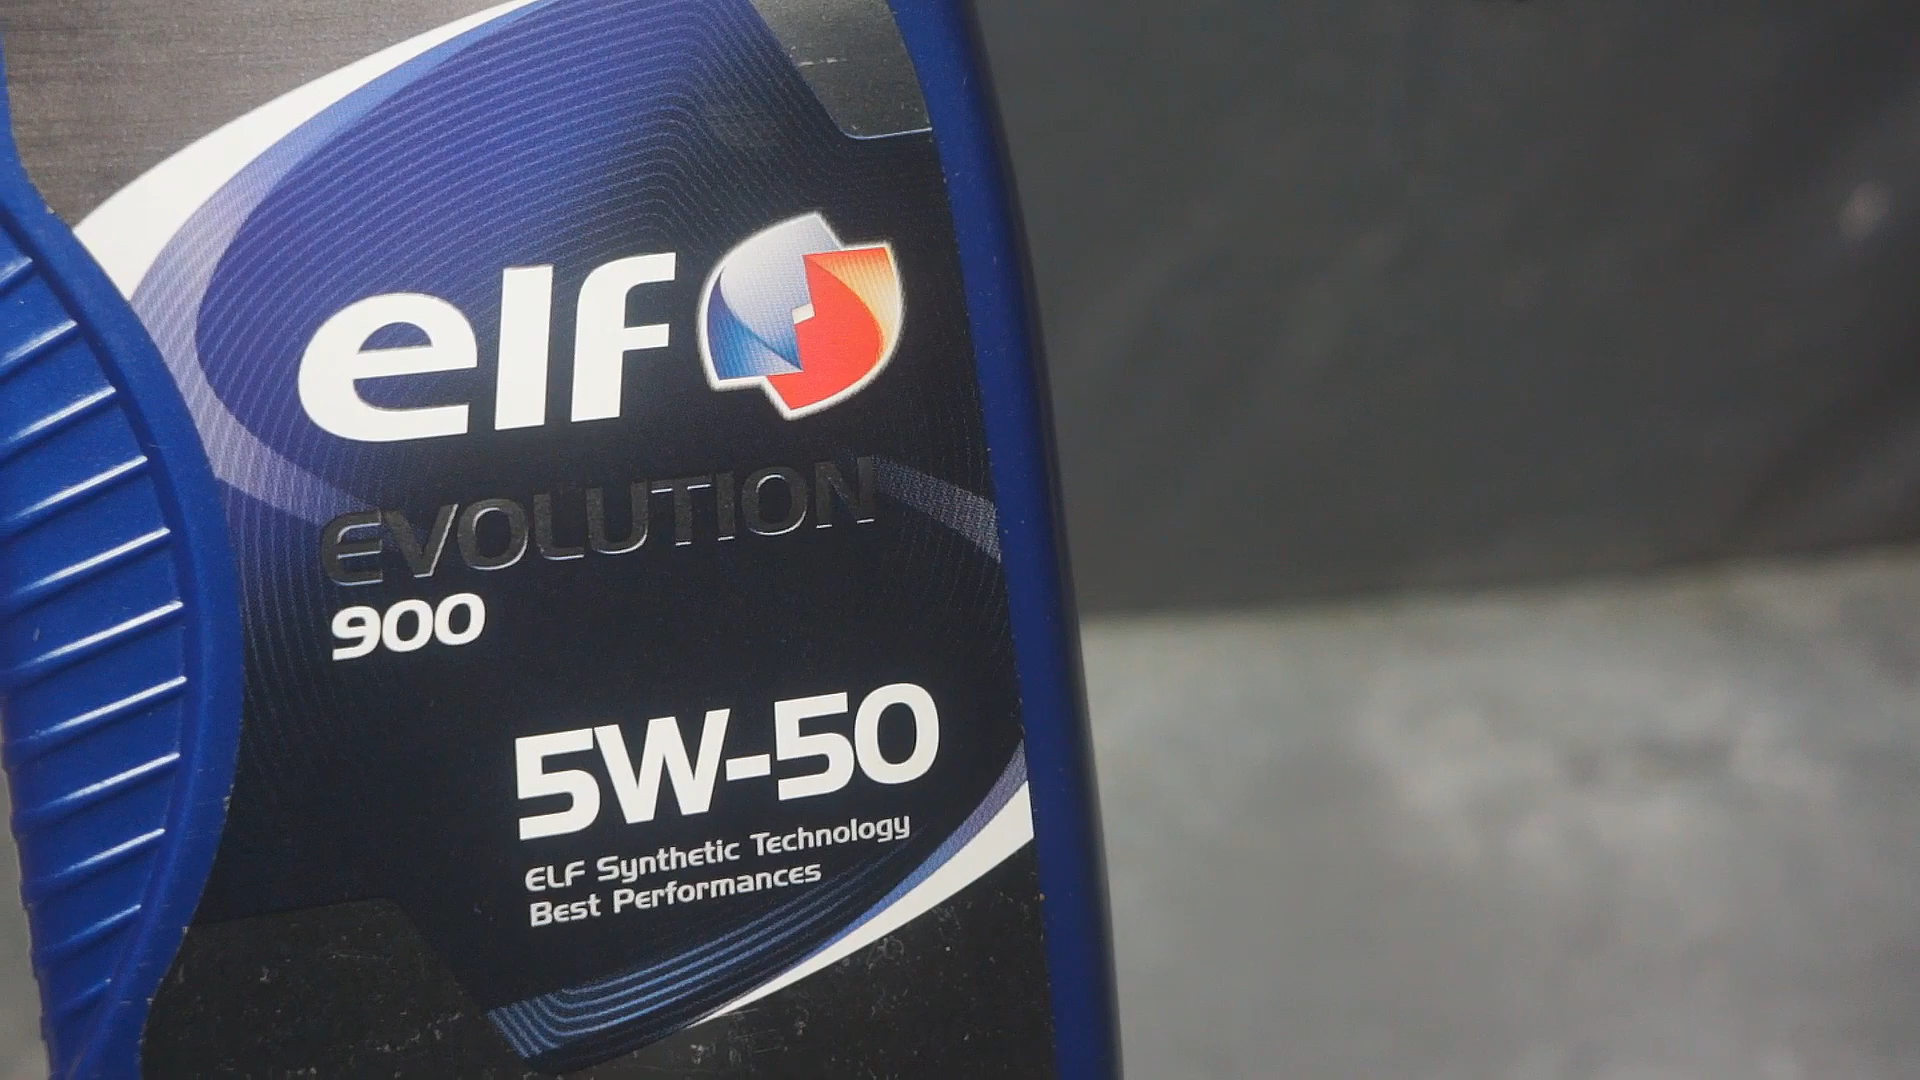 elf
EVOLUTION
900
5W-50
ELF Synthetic Technology
Best Performances